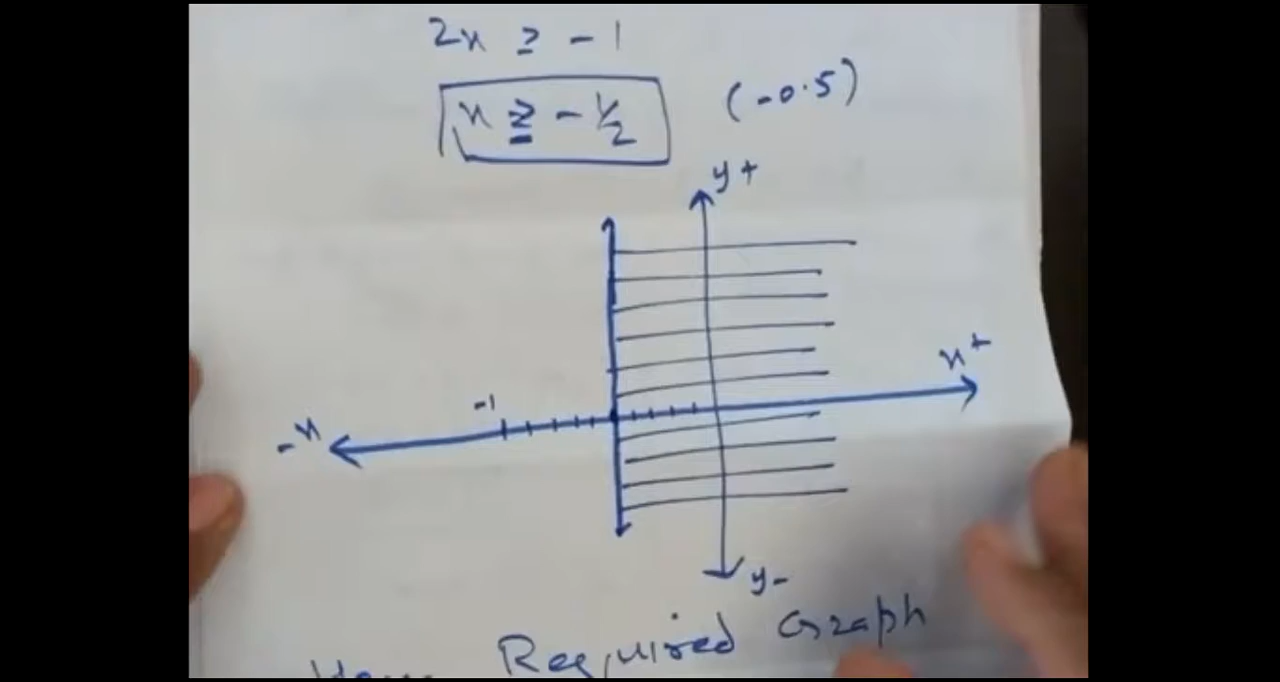 2x ≥ -1
x ≥ -1/2 (-0.5)
y+
x+
-1
-x
y-
Required Graph